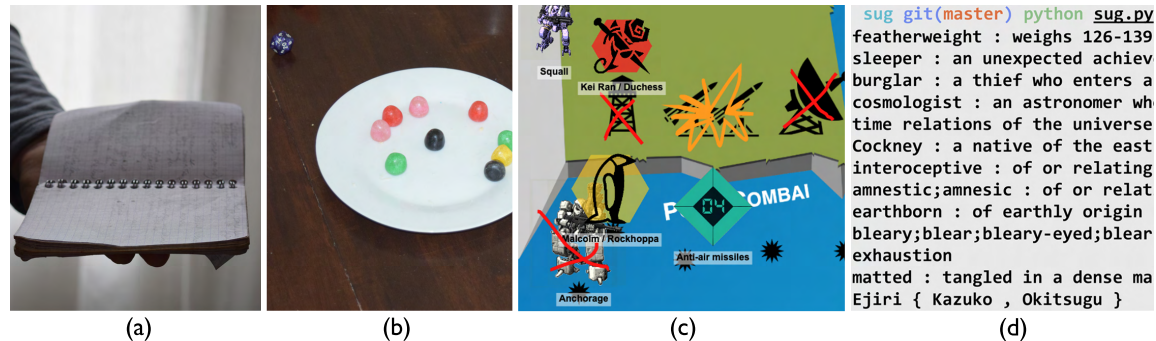 Squall
Kei Ran / Duchess
COMBAI
04
Malcolm / Rockhoppa
Anti-air missiles
Anchorage
sug git(master) python sug.py
featherweight : weighs 126-139
sleeper : an unexpected achieve
burglar : a thief who enters a
cosmologist : an astronomer who
time relations of the universe
Cockney : a native of the east
interoceptive : of or relating
amnestic;amnesic : of or relat
earthborn : of earthly origin
bleary;blear;bleary-eyed;blear
exhaustion
matted : tangled in a dense ma
Ejiri { Kazuko , Okitsugu }
(a)
(b)
(c)
(d)